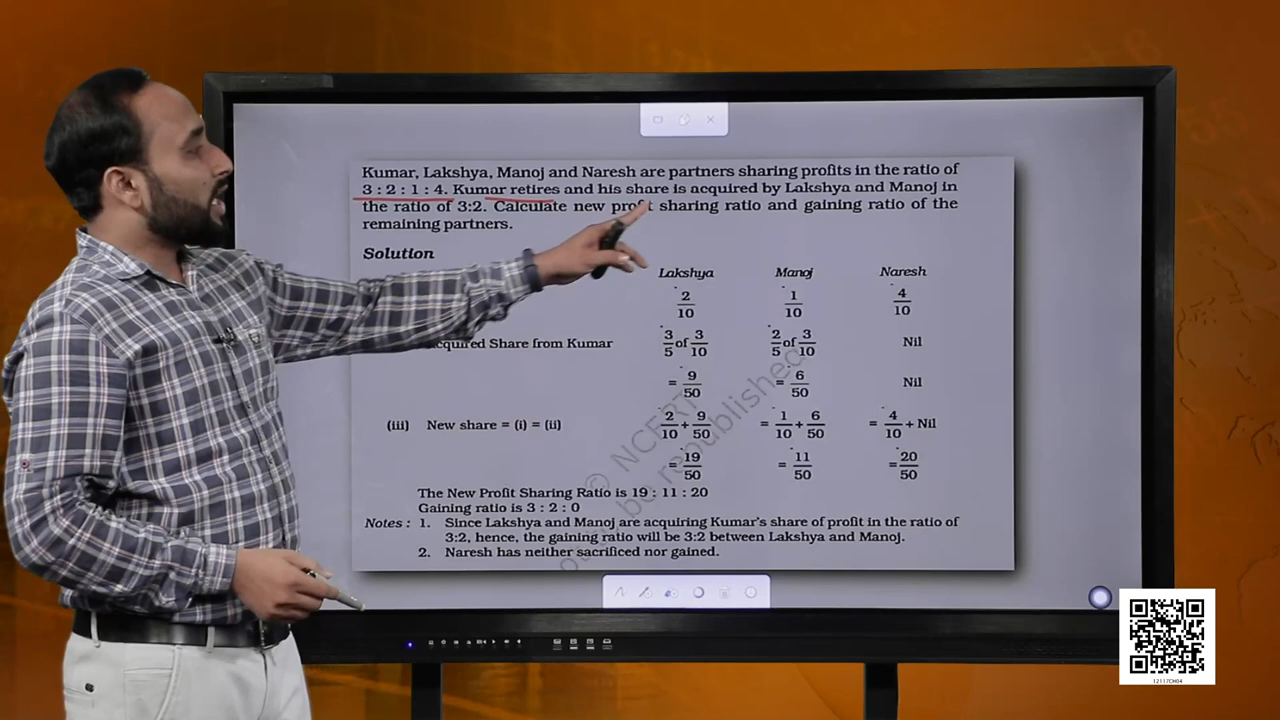 Kumar, Lakshya, Manoj and Naresh are partners sharing profits in the ratio of
3 : 2 : 1 : 4. Kumar retires and his share is acquired by Lakshya and Manoj in
the ratio of 3:2. Calculate new profit sharing ratio and gaining ratio of the
remaining partners.
Solution
Lakshya Manoj Naresh
2/10 1/10 4/10
Acquired Share from Kumar 3/5 of 3/10 2/5 of 3/10 Nil
= 9/50 = 6/50 Nil
(iii) New share = (i) = (ii) 2/10 + 9/50 = 1/10 + 6/50 = 4/10 + Nil
= 19/50 = 11/50 = 20/50
The New Profit Sharing Ratio is 19 : 11 : 20
Gaining ratio is 3 : 2 : 0
Notes : 1. Since Lakshya and Manoj are acquiring Kumar's share of profit in the ratio of
3:2, hence, the gaining ratio will be 3:2 between Lakshya and Manoj.
2. Naresh has neither sacrificed nor gained.
© NCERT
be republished
12117CH04